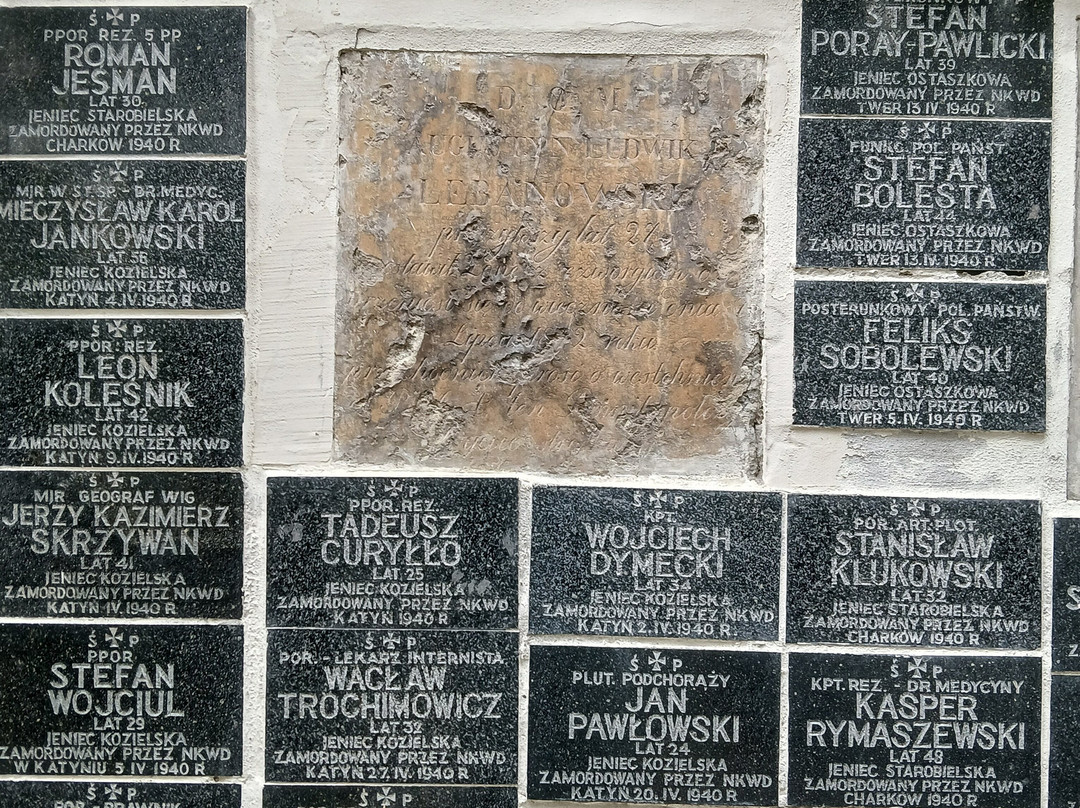 Ś P
PPOR REZ. 5 PP
ROMAN
JEŚMAN
LAT 30
JENIEC STAROBIELSKA
ZAMORDOWANY PRZEZ NKWD
CHARKÓW 1940 R
Ś P
MJR W ST. SP. - DR MEDYC.
MIECZYSŁAW KAROL
JANKOWSKI
LAT 56
JENIEC KOZIELSKA
ZAMORDOWANY PRZEZ NKWD
KATYŃ 4.IV.1940 R
Ś P
PPOR. REZ.
LEON
KOLEŚNIK
LAT 42
JENIEC KOZIELSKA
ZAMORDOWANY PRZEZ NKWD
KATYŃ 9.IV.1940 R
Ś P
MJR GEOGRAF WIG
JERZY KAZIMIERZ
SKRZYWAN
LAT 41
JENIEC KOZIELSKA
ZAMORDOWANY PRZEZ NKWD
KATYŃ IV.1940 R
Ś P
PPOR
STEFAN
WOJCIUL
LAT 29
JENIEC KOZIELSKA
ZAMORDOWANY PRZEZ NKWD
W KATYNIU 5 IV. 1940 R
Ś P
POR - PRAWNIK
D O M
LUDWIK
LEBANOWSKI
lat 27
roku
Ś P
PPOR. REZ.
TADEUSZ
CURYŁŁO
LAT 25
JENIEC KOZIELSKA
ZAMORDOWANY PRZEZ NKWD
KATYŃ 1940 R
Ś P
POR. - LEKARZ INTERNISTA
WACŁAW
TROCHIMOWICZ
LAT 32
JENIEC KOZIELSKA
ZAMORDOWANY PRZEZ NKWD
KATYŃ 27.IV.1940 R
Ś P
Ś P
KPT.
WOJCIECH
DYMECKI
LAT 34
JENIEC KOZIELSKA
ZAMORDOWANY PRZEZ NKWD
KATYŃ 2.IV.1940 R
Ś P
PLUT. PODCHORĄŻY
JAN
PAWŁOWSKI
LAT 24
JENIEC KOZIELSKA
ZAMORDOWANY PRZEZ NKWD
KATYŃ 20.IV.1940 R
STEFAN
PORAY-PAWLICKI
LAT 39
JENIEC OSTASZKOWA
ZAMORDOWANY PRZEZ NKWD
TWER 13 IV 1940 R
Ś P
FUNKC. POL. PAŃST.
STEFAN
BOLESTA
LAT 44
JENIEC OSTASZKOWA
ZAMORDOWANY PRZEZ NKWD
TWER 13.IV.1940 R
Ś P
POSTERUNKOWY POL. PAŃSTW.
FELIKS
SOBOLEWSKI
LAT 40
JENIEC OSTASZKOWA
ZAMORDOWANY PRZEZ NKWD
TWER 5.IV.1940 R
Ś P
POR. ART. PLOT
STANISŁAW
KLUKOWSKI
LAT 32
JENIEC STAROBIELSKA
ZAMORDOWANY PRZEZ NKWD
CHARKÓW 1940 R
Ś P
KPT. REZ. - DR MEDYCYNY
KASPER
RYMASZEWSKI
LAT 48
JENIEC STAROBIELSKA
ZAMORDOWANY PRZEZ NKWD
CHARKÓW 1940 R